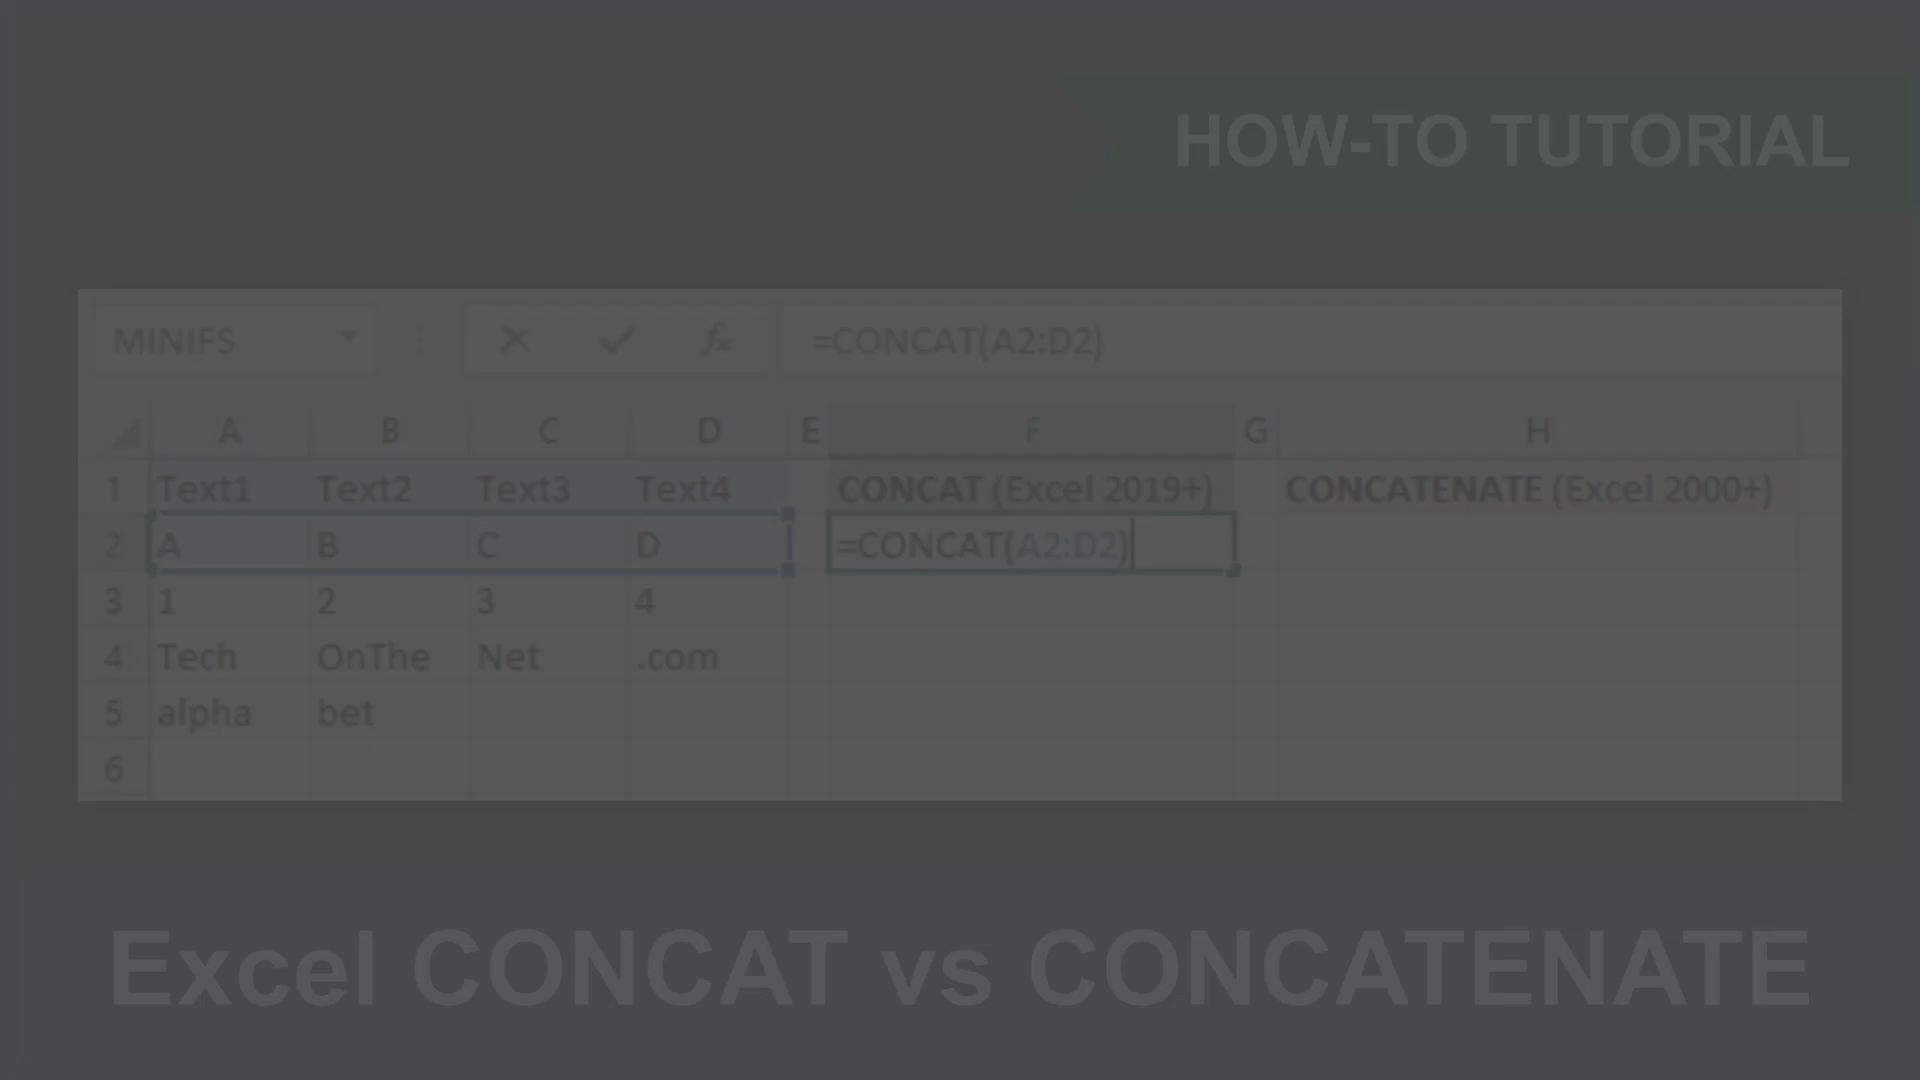 HOW-TO TUTORIAL
MINIFS fx =CONCAT(A2:D2)
A B C D E F G H
1 Text1 Text2 Text3 Text4 CONCAT (Excel 2019+) CONCATENATE (Excel 2000+)
2 A B C D =CONCAT(A2:D2)
3 1 2 3 4
4 Tech OnThe Net .com
5 alpha bet
6
Excel CONCAT vs CONCATENATE